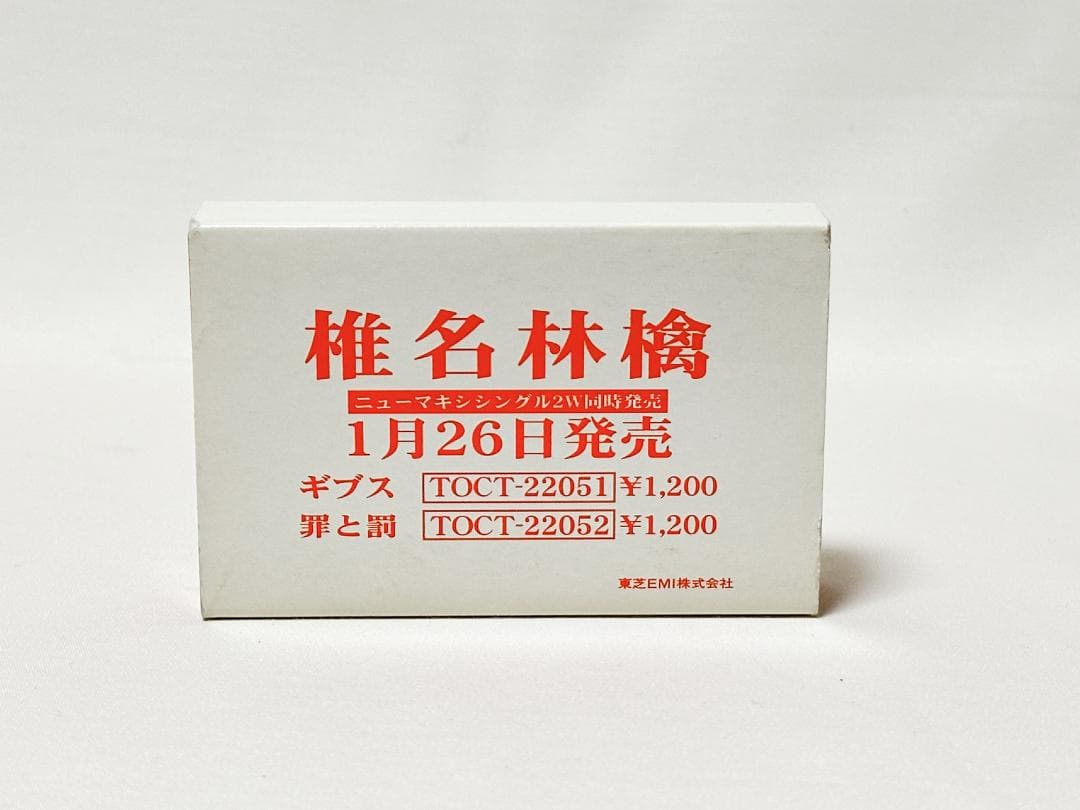 椎名林檎
ニューマキシシングル2W同時発売
1月26日発売
ギブス TOCT-22051 ¥1,200
罪と罰 TOCT-22052 ¥1,200
東芝EMI株式会社